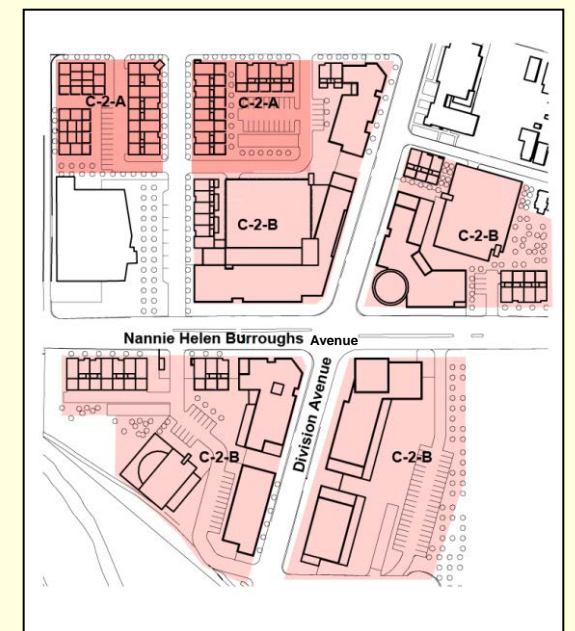 C-2-A
C-2-A
C-2-B
C-2-B
Nannie Helen Burroughs Avenue
Division Avenue
C-2-B
C-2-B